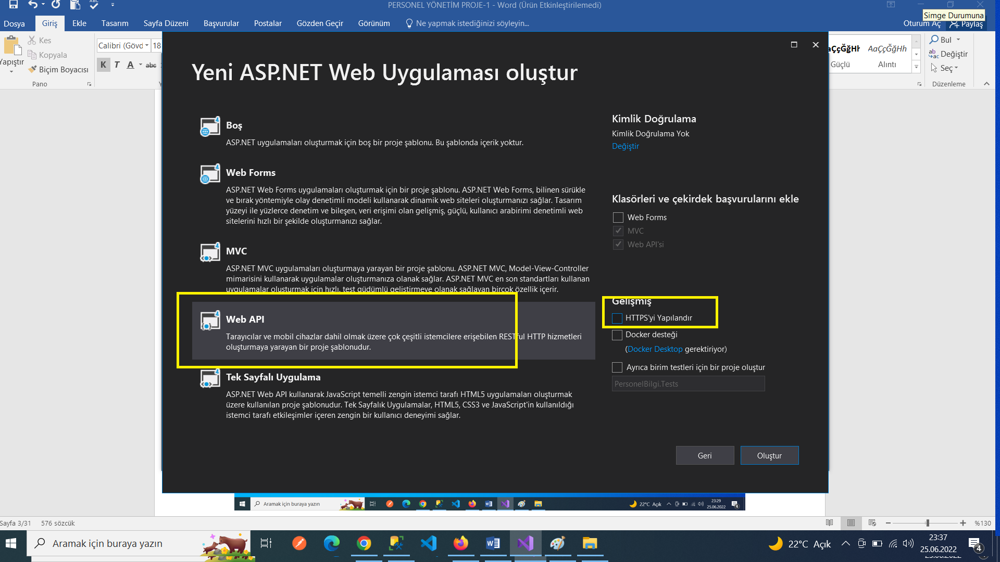 PERSONEL YÖNETİM PROJE-1 - Word (Ürün Etkinleştirilemedi)
Simge Durumuna
Dosya Giriş Ekle Tasarım Sayfa Düzeni Başvurular Postalar Gözden Geçir Görünüm Ne yapmak istediğinizi söyleyin... Oturum Aç Paylaş
Yapıştır
Kes
Kopyala
Biçim Boyacısı
Pano
Calibri (Gövd 18
K T A abc
AaÇçĞğHh
Güçlü
Alıntı
Bul
Değiştir
Seç
Düzenleme
Yeni ASP.NET Web Uygulaması oluştur
Boş
ASP.NET uygulamaları oluşturmak için boş bir proje şablonu. Bu şablonda içerik yoktur.
Web Forms
ASP.NET Web Forms uygulamaları oluşturmak için bir proje şablonu. ASP.NET Web Forms, bilinen sürükle
ve bırak yöntemiyle olay denetimli modeli kullanarak dinamik web siteleri oluşturmanızı sağlar. Tasarım
yüzeyi ile yüzlerce denetim ve bileşen, veri erişimi olan gelişmiş, güçlü, kullanıcı arabirimi denetimli web
sitelerini hızlı bir şekilde oluşturmanızı sağlar.
MVC
ASP.NET MVC uygulamaları oluşturmaya yarayan bir proje şablonu. ASP.NET MVC, Model-View-Controller
mimarisini kullanarak uygulamalar oluşturmanıza olanak sağlar. ASP.NET MVC en son standartları kullanan
uygulamalar oluşturmak için hızlı, test güdümlü geliştirmeye olanak sağlayan birçok özellik içerir.
Web API
Tarayıcılar ve mobil cihazlar dahil olmak üzere çok çeşitli istemcilere erişebilen RESTful HTTP hizmetleri
oluşturmaya yarayan bir proje şablonudur.
Tek Sayfalı Uygulama
ASP.NET Web API kullanarak JavaScript temelli zengin istemci tarafı HTML5 uygulamaları oluşturmak
üzere kullanılan proje şablonudur. Tek Sayfalık Uygulamalar, HTML5, CSS3 ve JavaScript'in kullanıldığı
istemci tarafı etkileşimler içeren zengin bir kullanıcı deneyimi sağlar.
Kimlik Doğrulama
Kimlik Doğrulama Yok
Değiştir
Klasörleri ve çekirdek başvurularını ekle
Web Forms
MVC
Web API'si
Gelişmiş
HTTPS'yi Yapılandır
Docker desteği
(Docker Desktop gerektiriyor)
Ayrıca birim testleri için bir proje oluştur
PersonelBilgi.Tests
Geri Oluştur
Aramak için buraya yazın 22°C Açık 23:29
25.06.2022 4
Sayfa 3/31 576 sözcük %130
Aramak için buraya yazın 22°C Açık 23:37
25.06.2022 4